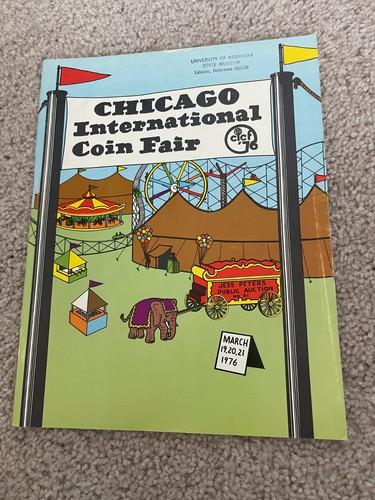 UNIVERSITY OF NEBRASKA
STATE MUSEUM
Lincoln, Nebraska 68508
CHICAGO
International
Coin Fair
cicf
'76
JESS PETERS
PUBLIC AUCTION
MARCH
19,20,21
1976